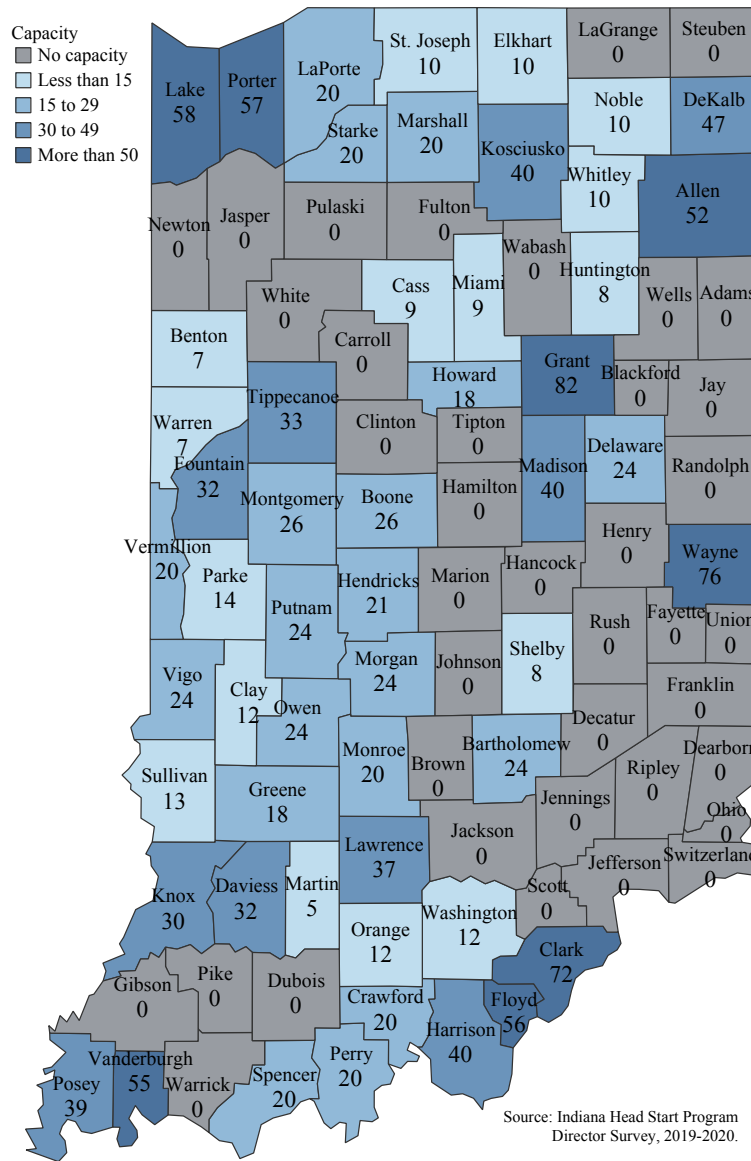 Capacity
No capacity
Less than 15
15 to 29
30 to 49
More than 50
Lake
58
Porter
57
LaPorte
20
St. Joseph
10
Elkhart
10
LaGrange
0
Steuben
0
Starke
20
Marshall
20
Kosciusko
40
Noble
10
DeKalb
47
Whitley
10
Allen
52
Newton
0
Jasper
0
Pulaski
0
Fulton
0
Wabash
0
Huntington
8
Wells
0
Adams
0
White
0
Cass
9
Miami
9
Benton
7
Carroll
0
Howard
18
Grant
82
Blackford
0
Jay
0
Warren
7
Tippecanoe
33
Clinton
0
Tipton
0
Fountain
32
Montgomery
26
Boone
26
Hamilton
0
Madison
40
Delaware
24
Randolph
0
Vermillion
20
Parke
14
Putnam
24
Hendricks
21
Marion
0
Hancock
0
Henry
0
Wayne
76
Vigo
24
Clay
12
Owen
24
Morgan
24
Johnson
0
Shelby
8
Rush
0
Fayette
0
Union
0
Franklin
0
Sullivan
13
Greene
18
Monroe
20
Brown
0
Bartholomew
24
Decatur
0
Dearborn
0
Ripley
0
Jennings
0
Ohio
0
Knox
30
Daviess
32
Martin
5
Lawrence
37
Jackson
0
Scott
0
Jefferson
0
Switzerland
0
Orange
12
Washington
12
Clark
72
Gibson
0
Pike
0
Dubois
0
Crawford
20
Harrison
40
Floyd
56
Posey
39
Vanderburgh
55
Warrick
0
Spencer
20
Perry
20
Source: Indiana Head Start Program
Director Survey, 2019-2020.